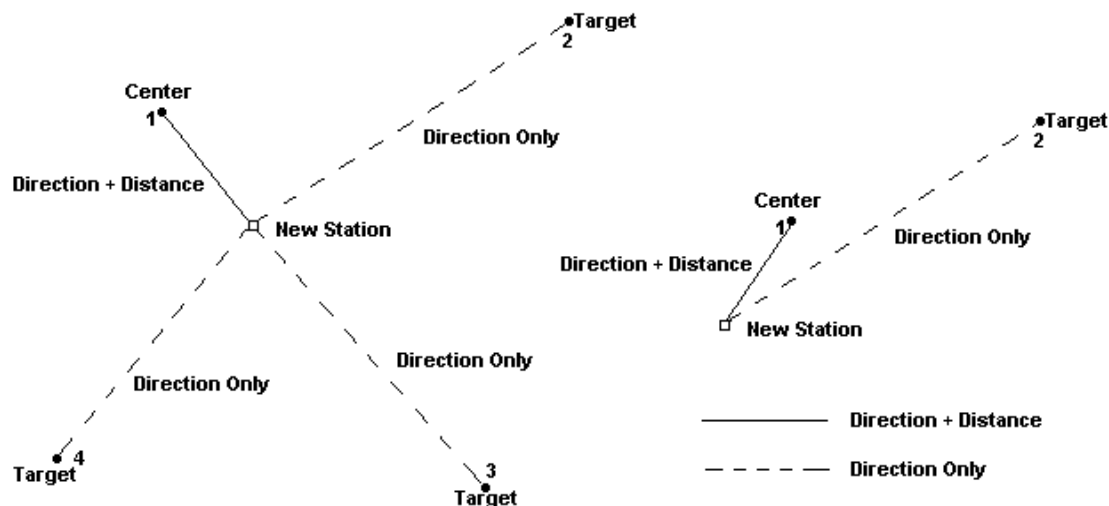 Target
2
Center
1
Direction Only
Direction + Distance
New Station
Direction Only
Direction Only
Target 4
3
Target
Target
2
Center
1
Direction Only
Direction + Distance
New Station
Direction + Distance
Direction Only